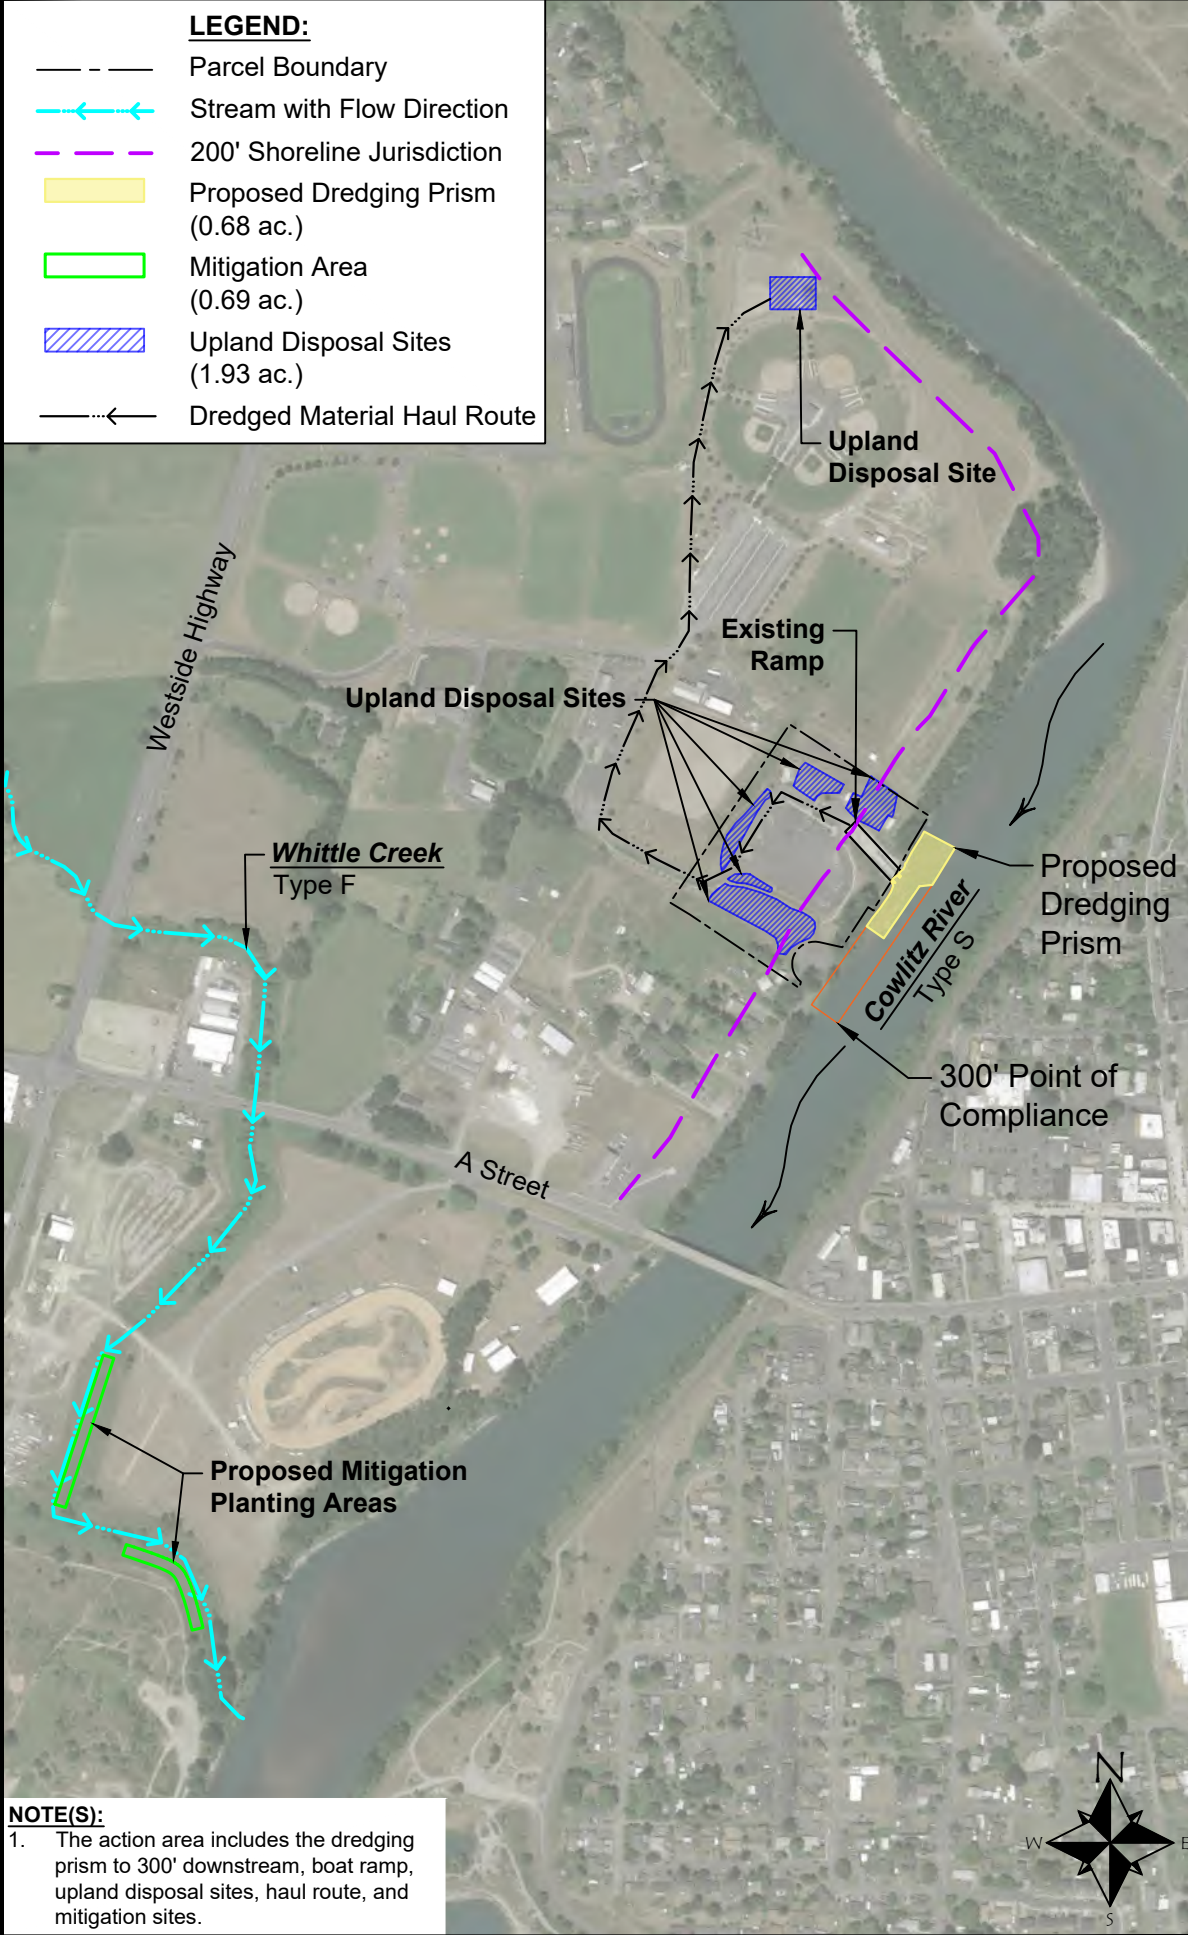 LEGEND:
Parcel Boundary
Stream with Flow Direction
200' Shoreline Jurisdiction
Proposed Dredging Prism
(0.68 ac.)
Mitigation Area
(0.69 ac.)
Upland Disposal Sites
(1.93 ac.)
Dredged Material Haul Route
Upland
Disposal Site
Westside Highway
Existing
Ramp
Upland Disposal Sites
Whittle Creek
Type F
Proposed
Dredging
Prism
Cowlitz River
Type S
300' Point of
Compliance
A Street
Proposed Mitigation
Planting Areas
NOTE(S):
1. The action area includes the dredging
prism to 300' downstream, boat ramp,
upland disposal sites, haul route, and
mitigation sites.
N
W E
S